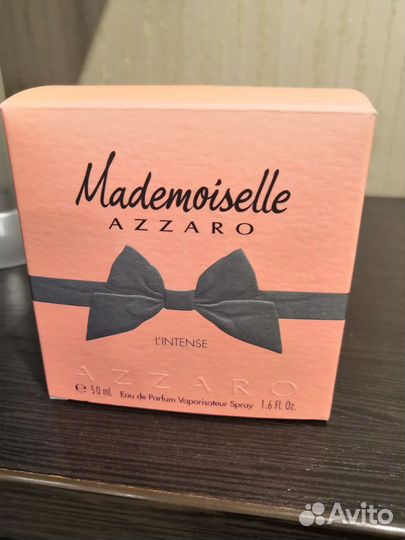 Mademoiselle
AZZARO
L'INTENSE
AZZARO
℮ 50 mL Eau de Parfum Vaporisateur Spray 1.6 Fl. Oz.
Avito